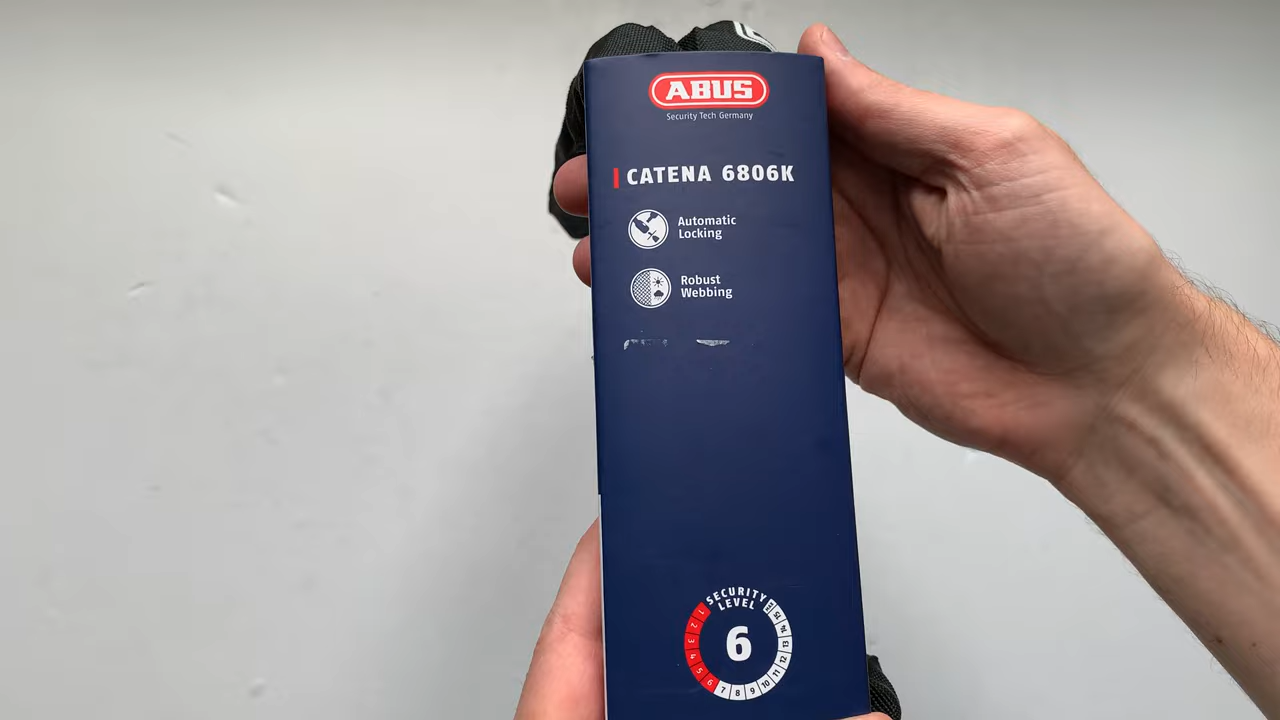 ABUS
Security Tech Germany
CATENA 6806K
Automatic
Locking
Robust
Webbing
SECURITY
LEVEL
6
1 2 3 4 5 6 7 8 9 10 11 12 13 14 15